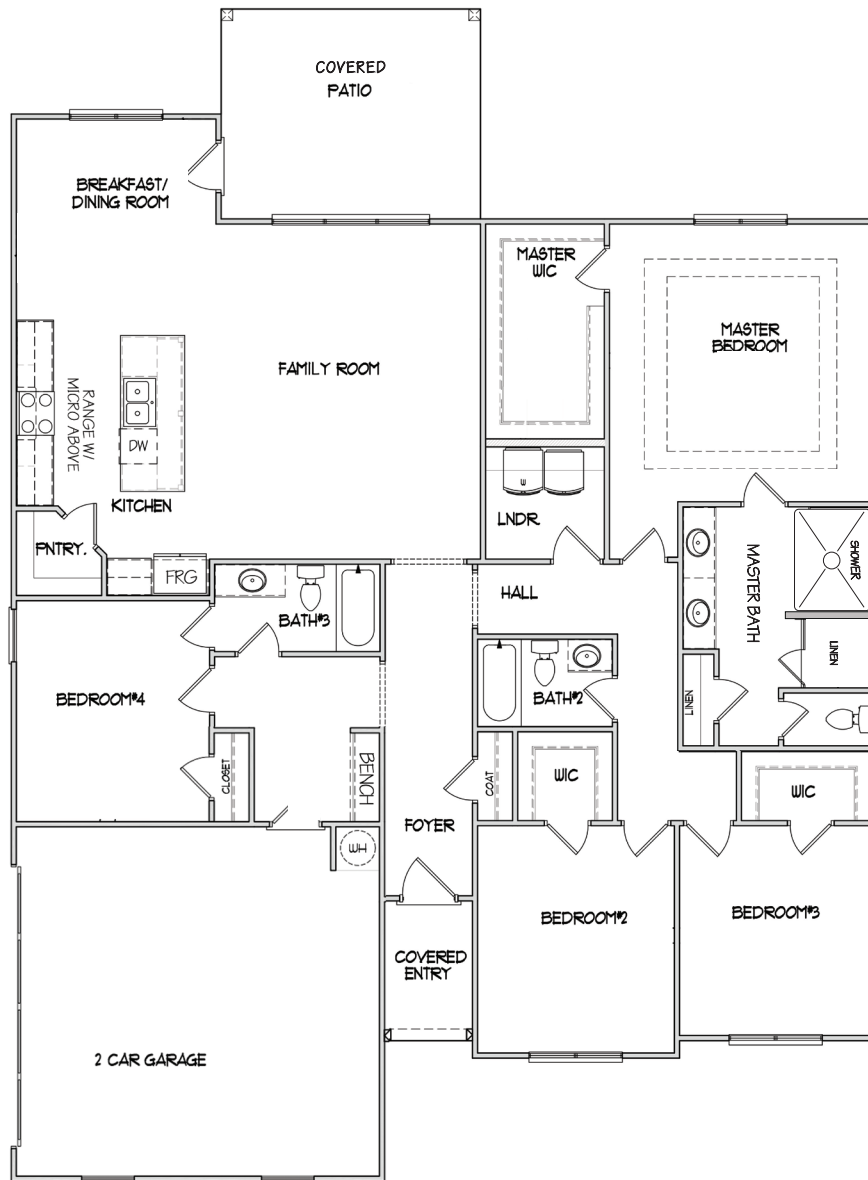 COVERED
PATIO
BREAKFAST/
DINING ROOM
MASTER
WIC
MASTER
BEDROOM
FAMILY ROOM
RANGE W/
MICRO ABOVE
DW
KITCHEN
W
LNDR.
PNTRY.
FRG
BATH#3
HALL
MASTER BATH
SHOWER
LINEN
LINEN
BEDROOM#4
BATH#2
CLOSET
BENCH
COAT
WIC
WIC
FOYER
WH
BEDROOM#2
BEDROOM#3
COVERED
ENTRY
2 CAR GARAGE